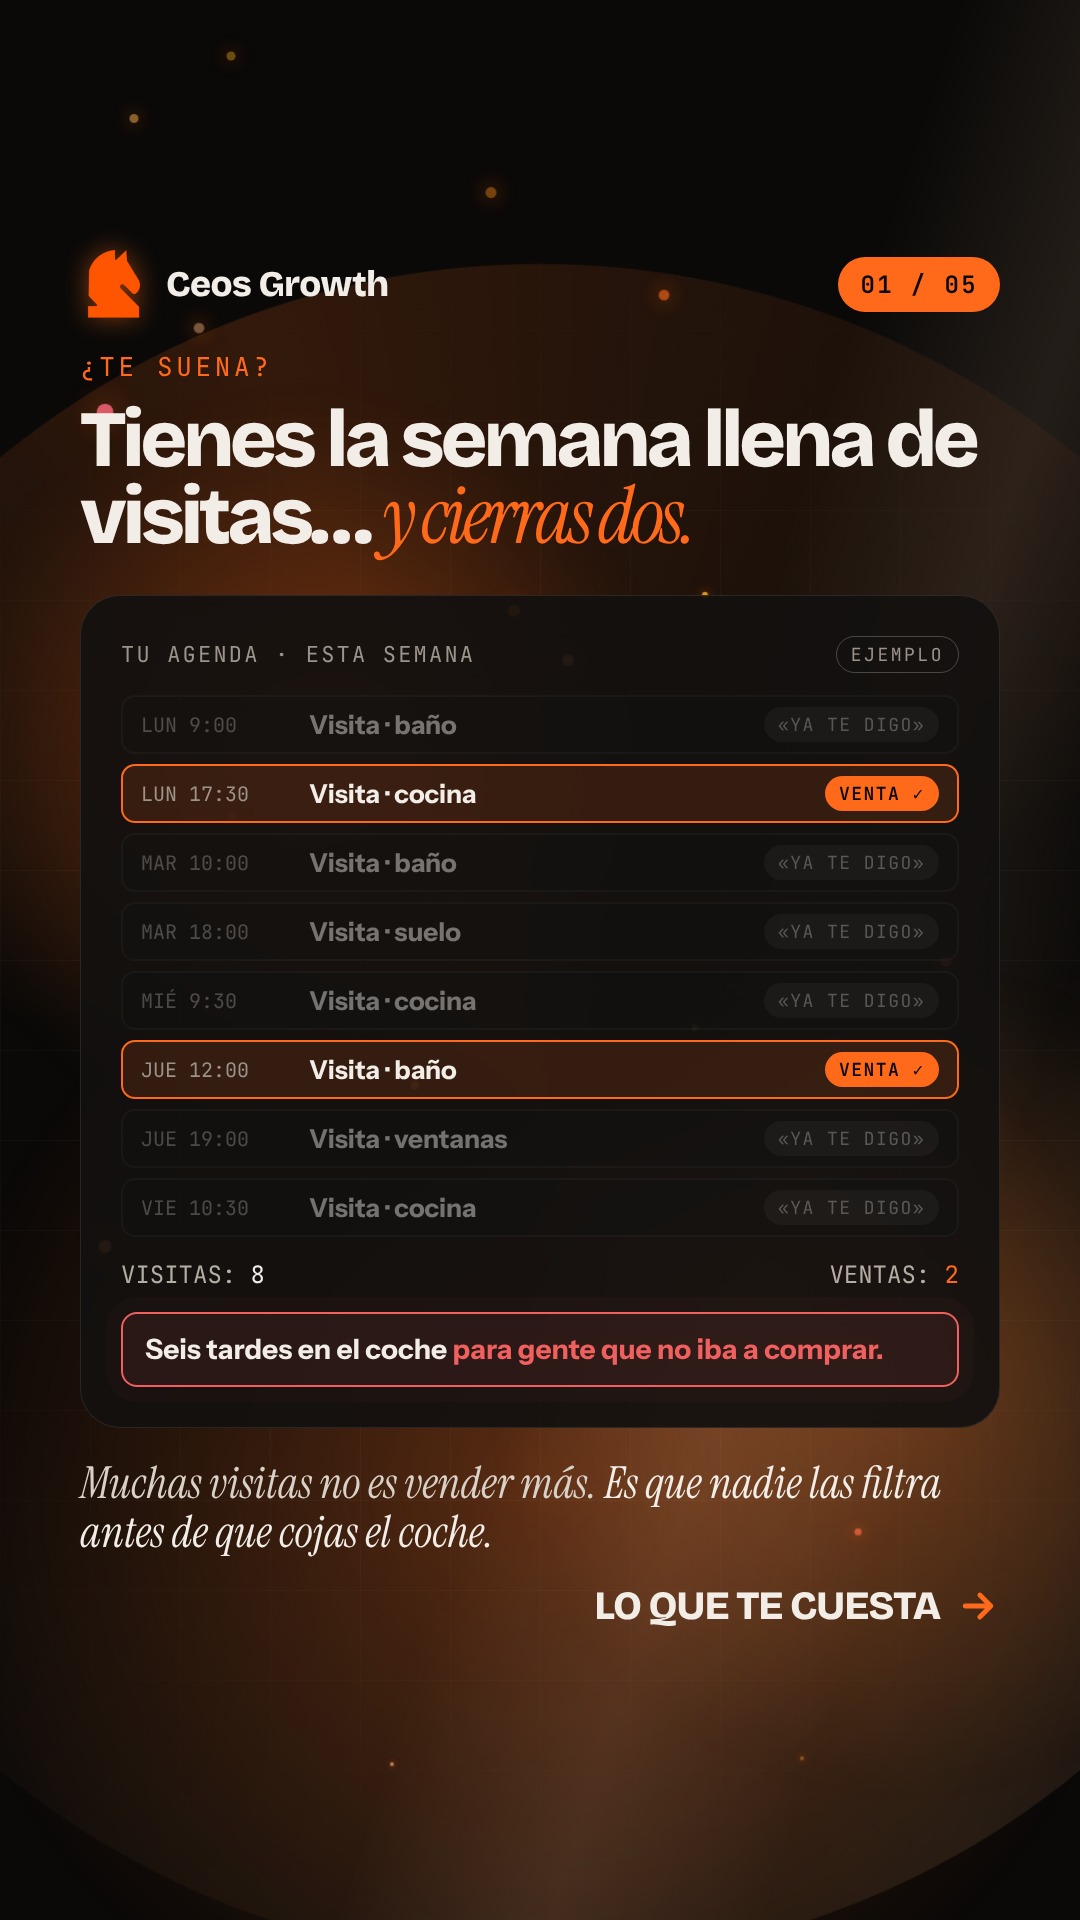 Ceos Growth
01 / 05
¿TE SUENA?
Tienes la semana llena de
visitas... y cierras dos.
TU AGENDA · ESTA SEMANA
EJEMPLO
LUN 9:00 Visita · baño «YA TE DIGO»
LUN 17:30 Visita · cocina VENTA ✓
MAR 10:00 Visita · baño «YA TE DIGO»
MAR 18:00 Visita · suelo «YA TE DIGO»
MIÉ 9:30 Visita · cocina «YA TE DIGO»
JUE 12:00 Visita · baño VENTA ✓
JUE 19:00 Visita · ventanas «YA TE DIGO»
VIE 10:30 Visita · cocina «YA TE DIGO»
VISITAS: 8 VENTAS: 2
Seis tardes en el coche para gente que no iba a comprar.
Muchas visitas no es vender más. Es que nadie las filtra
antes de que cojas el coche.
LO QUE TE CUESTA →